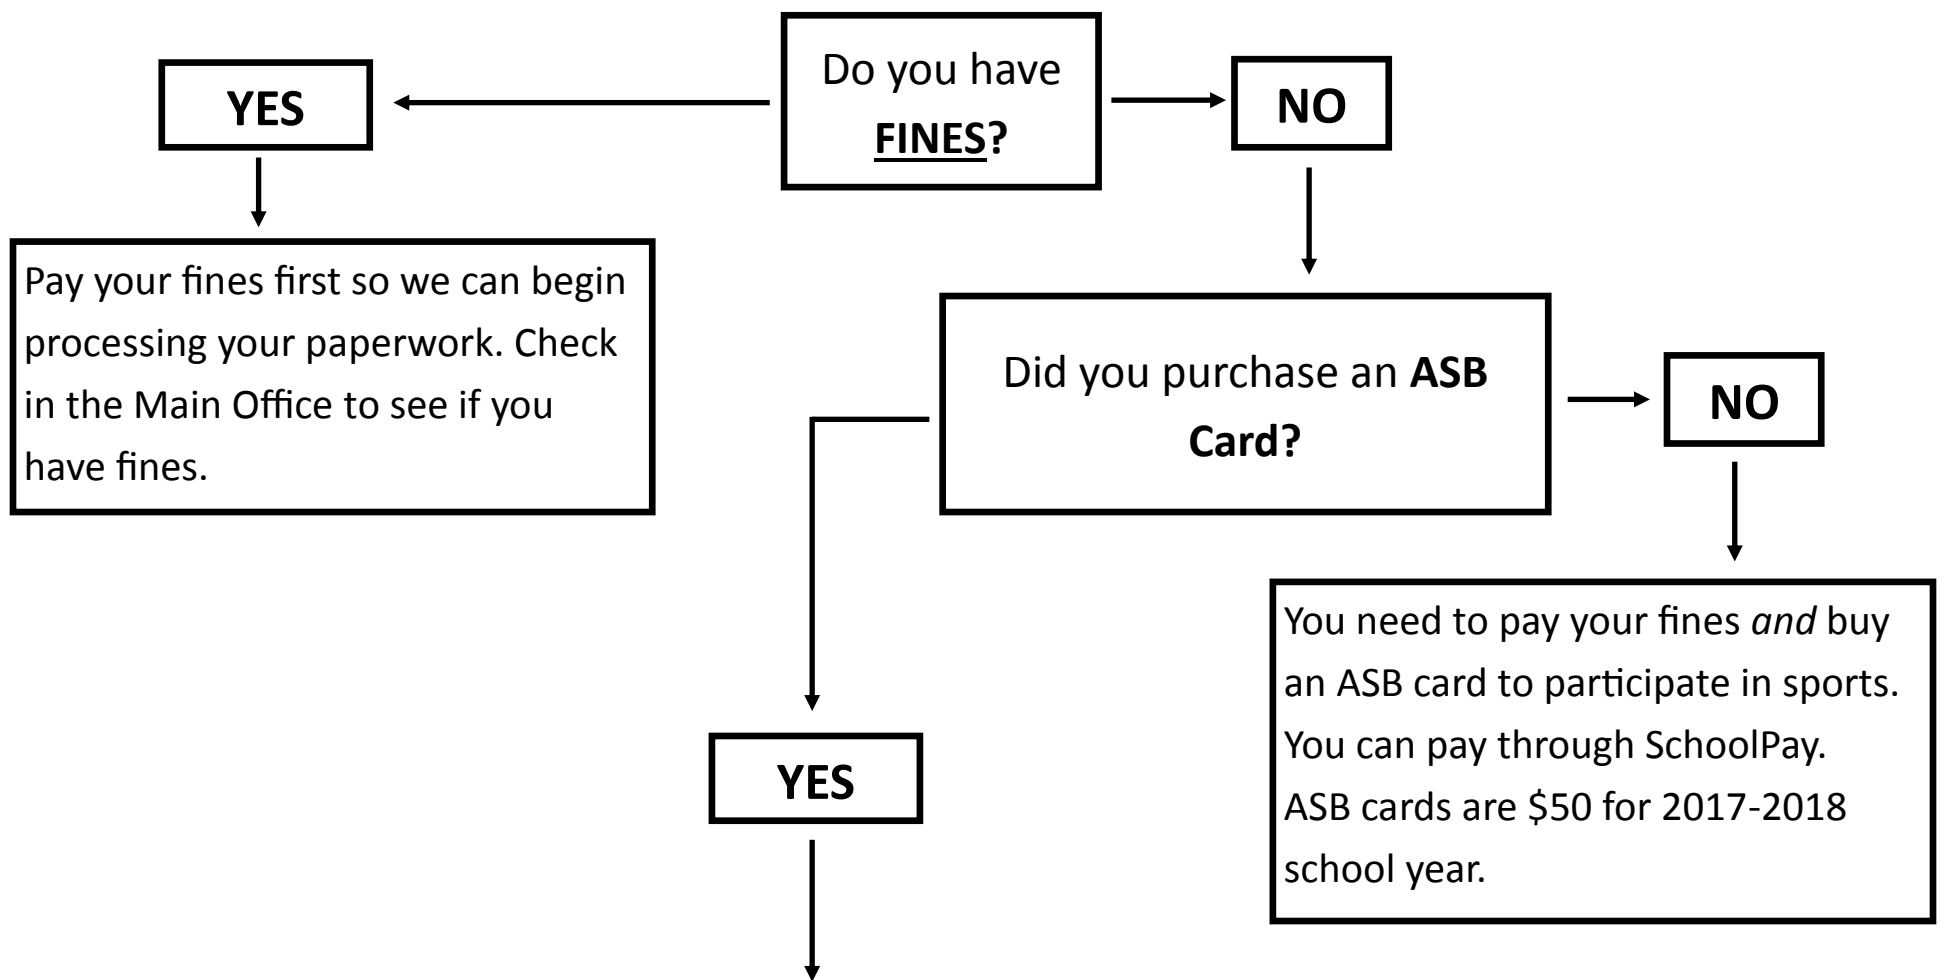 Do you have
FINES?
YES
NO
Pay your fines first so we can begin
processing your paperwork. Check
in the Main Office to see if you
have fines.
Did you purchase an ASB
Card?
NO
You need to pay your fines and buy
an ASB card to participate in sports.
You can pay through SchoolPay.
ASB cards are $50 for 2017-2018
school year.
YES